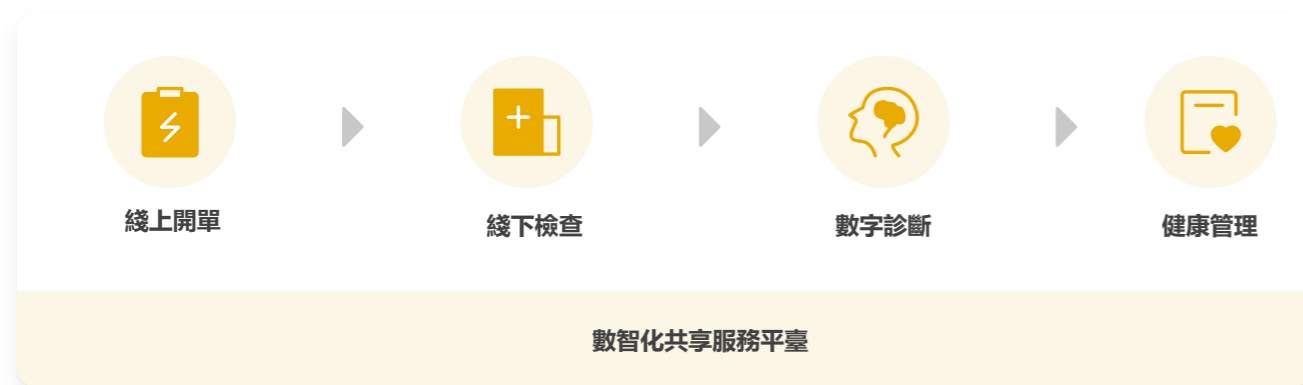 綫上開單
綫下檢查
數字診斷
健康管理
數智化共享服務平臺